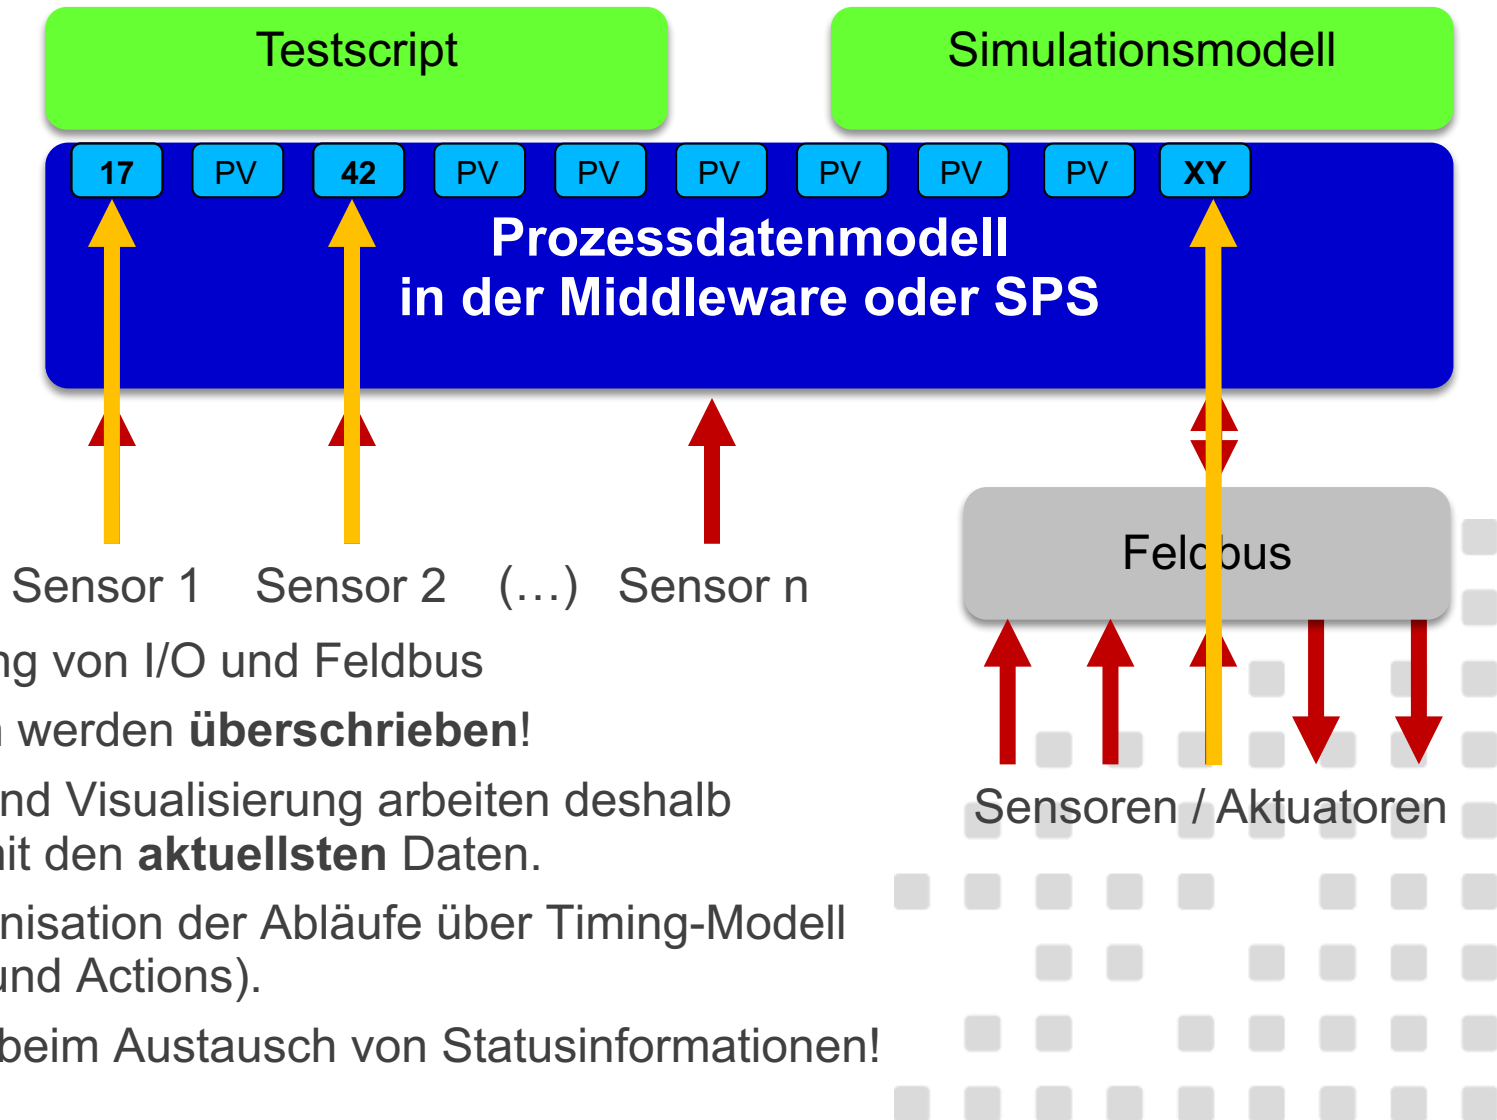 Testscript
Simulationsmodell
17 PV 42 PV PV PV PV PV PV XY
Prozessdatenmodell
in der Middleware oder SPS
Feldbus
Sensor 1 Sensor 2 (…) Sensor n
ng von I/O und Feldbus
werden überschrieben!
nd Visualisierung arbeiten deshalb
Sensoren / Aktuatoren
mit den aktuellsten Daten.
nisation der Abläufe über Timing-Modell
und Actions).
beim Austausch von Statusinformationen!